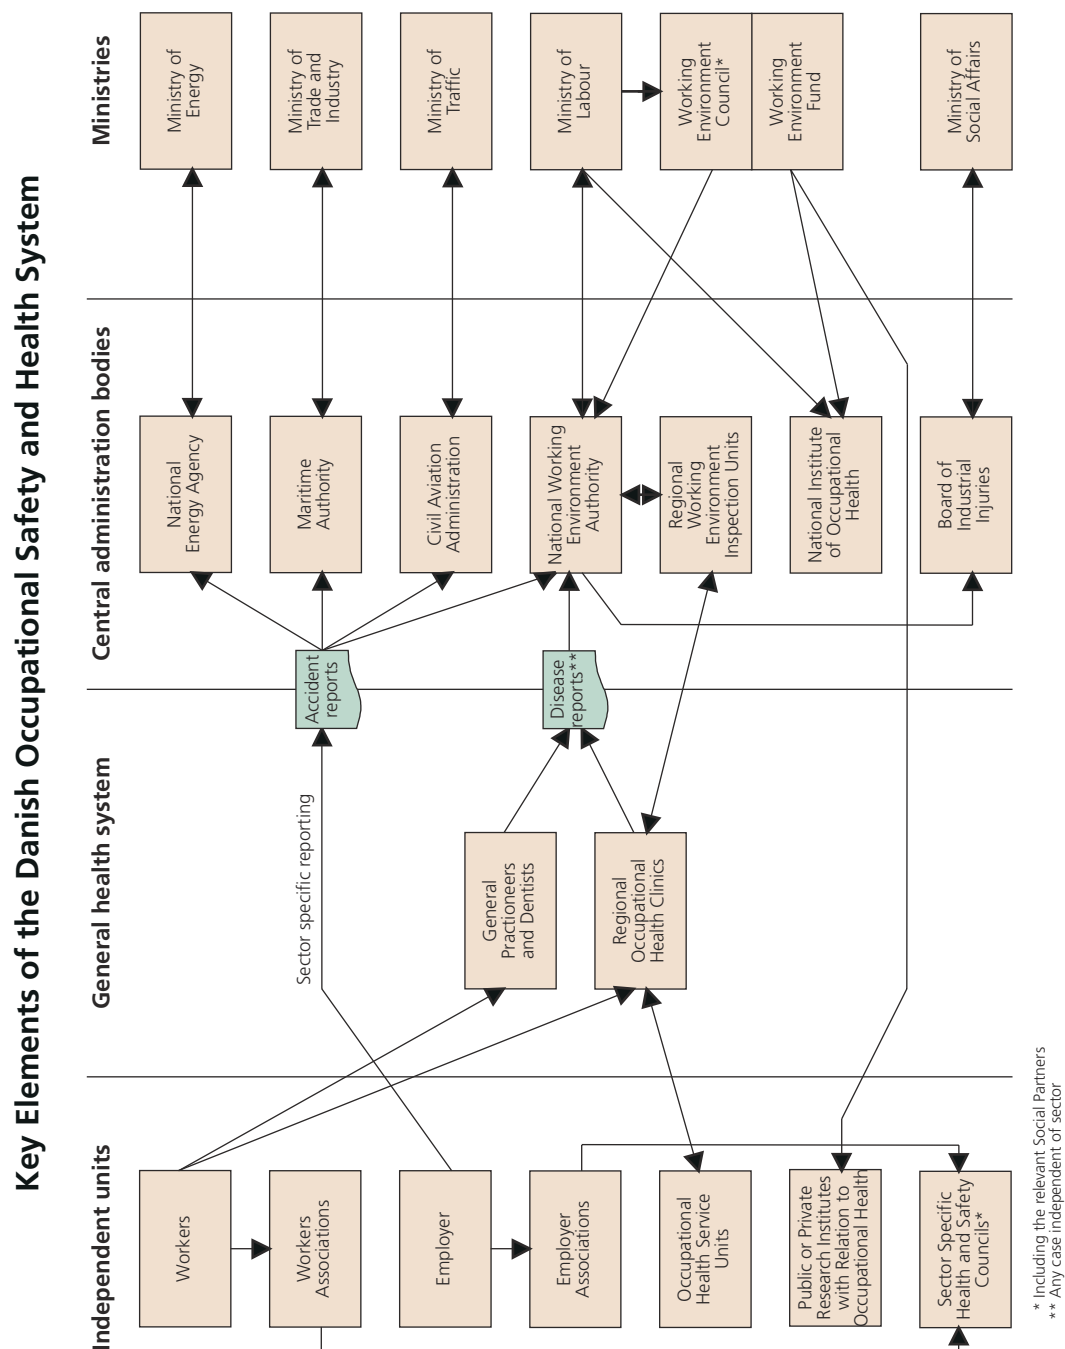 Key Elements of the Danish Occupational Safety and Health System
Independent units
General health system
Central administration bodies
Ministries
Workers
Workers
Associations
Employer
Employer
Associations
Occupational
Health Service
Units
Public or Private
Research Institutes
with Relation to
Occupational Health
Sector Specific
Health and Safety
Councils*
Sector specific reporting
General
Practioneers
and Dentists
Regional
Occupational
Health Clinics
Accident
reports
Disease
reports**
National
Energy Agency
Maritime
Authority
Civil Aviation
Administration
National Working
Environment
Authority
Regional
Working
Environment
Inspection Units
National Institute
of Occupational
Health
Board of
Industrial
Injuries
Ministry of
Energy
Ministry of
Trade and
Industry
Ministry of
Traffic
Ministry of
Labour
Working
Environment
Council*
Working
Environment
Fund
Ministry of
Social Affairs
* Including the relevant Social Partners
** Any case independent of sector